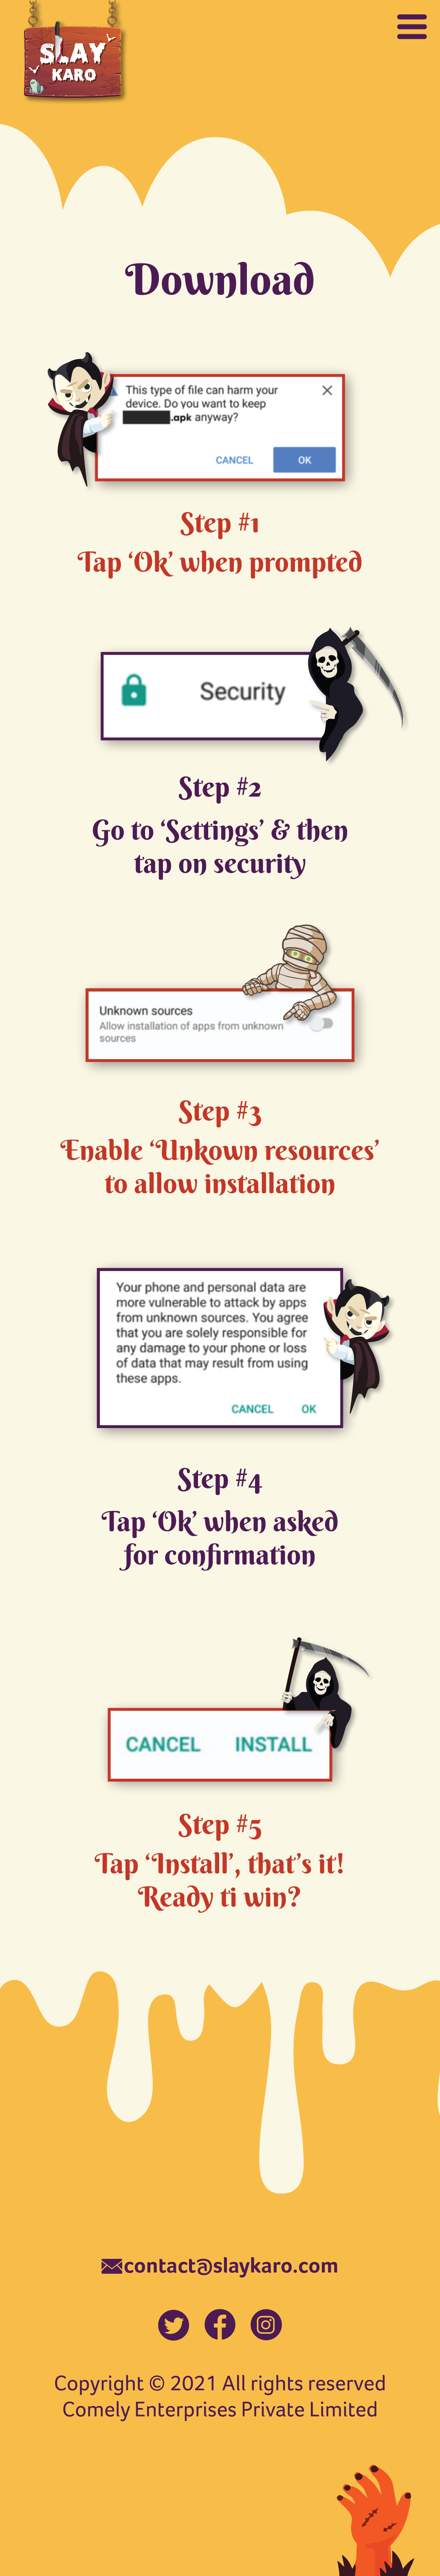 SLAY
KARO
Download
This type of file can harm your
device. Do you want to keep
.apk anyway?
CANCEL OK
Step #1
Tap ‘Ok’ when prompted
Security
Step #2
Go to ‘Settings’ & then
tap on security
Unknown sources
Allow installation of apps from unknown
sources
Step #3
Enable ‘Unkown resources’
to allow installation
Your phone and personal data are
more vulnerable to attack by apps
from unknown sources. You agree
that you are solely responsible for
any damage to your phone or loss
of data that may result from using
these apps.
CANCEL OK
Step #4
Tap ‘Ok’ when asked
for confirmation
CANCEL INSTALL
Step #5
Tap ‘Install’, that’s it!
Ready ti win?
contact@slaykaro.com
Copyright © 2021 All rights reserved
Comely Enterprises Private Limited